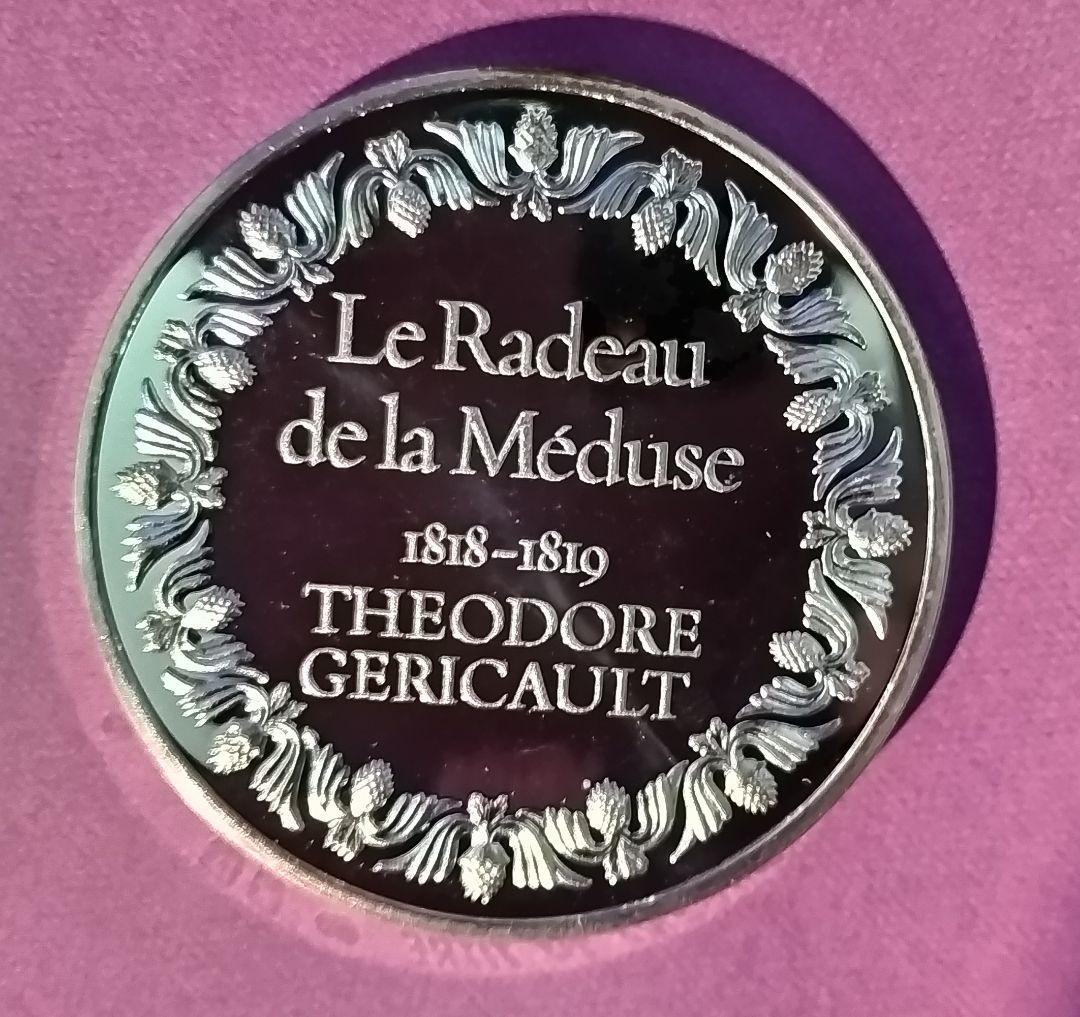 Le Radeau
de la Méduse
1818–1819
THEODORE
GERICAULT